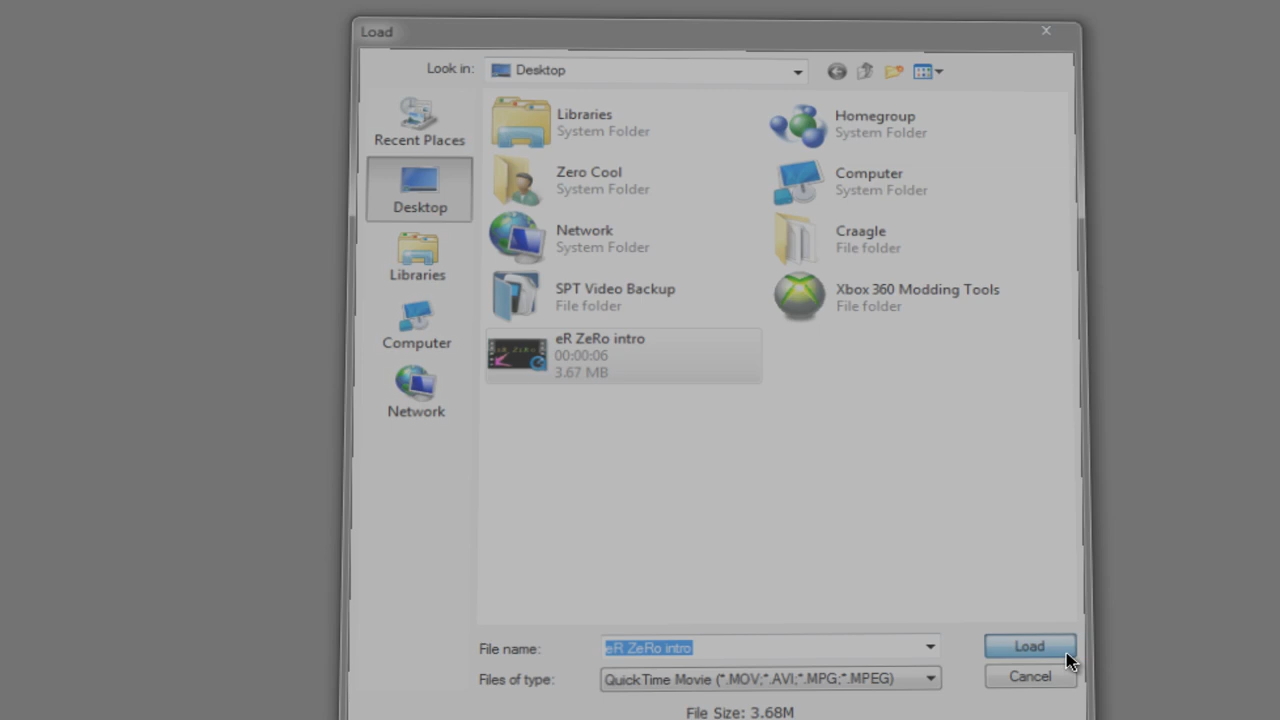 Load
Look in:
Desktop
Recent Places
Desktop
Libraries
Computer
Network
Libraries
System Folder
Homegroup
System Folder
Zero Cool
System Folder
Computer
System Folder
Network
System Folder
Craagle
File folder
SPT Video Backup
File folder
Xbox 360 Modding Tools
File folder
eR ZeRo intro
00:00:06
3.67 MB
File name:
eR ZeRo intro
Load
Files of type:
QuickTime Movie (*.MOV;*.AVI;*.MPG;*.MPEG)
Cancel
File Size: 3.68M